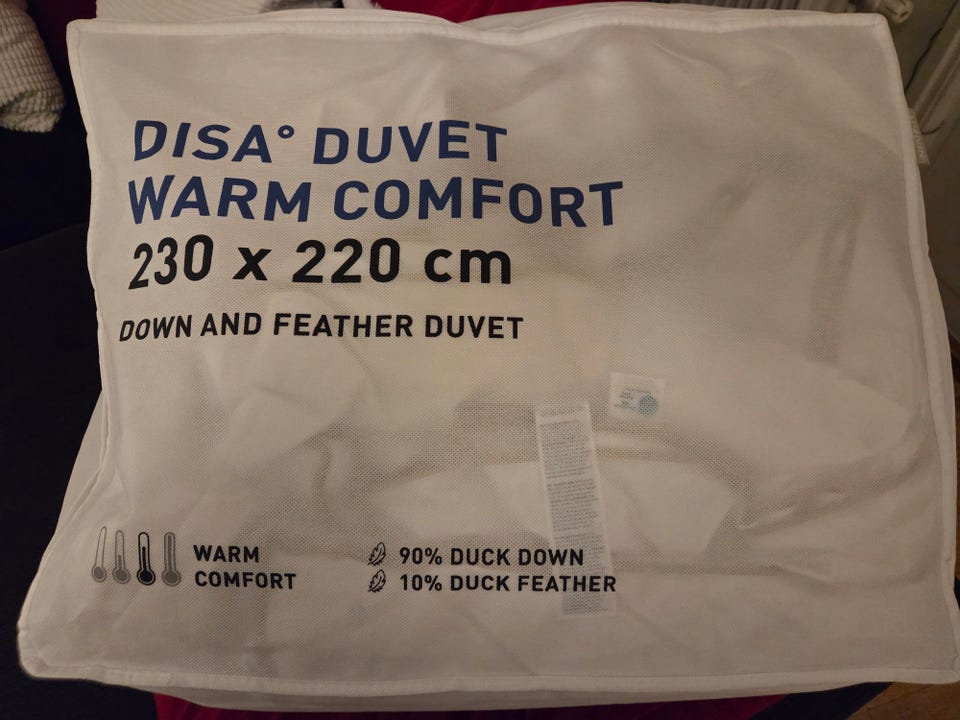 DISA° DUVET
WARM COMFORT
230 x 220 cm
DOWN AND FEATHER DUVET
WARM
COMFORT
90% DUCK DOWN
10% DUCK FEATHER